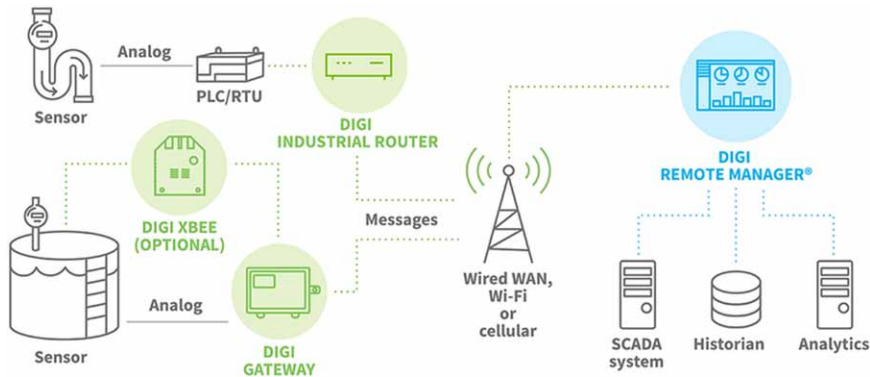 Sensor
Analog
PLC/RTU
DIGI
INDUSTRIAL ROUTER
DIGI XBEE
(OPTIONAL)
Sensor
Analog
DIGI
GATEWAY
Messages
Wired WAN,
Wi-Fi
or
cellular
DIGI
REMOTE MANAGER®
SCADA
system
Historian
Analytics